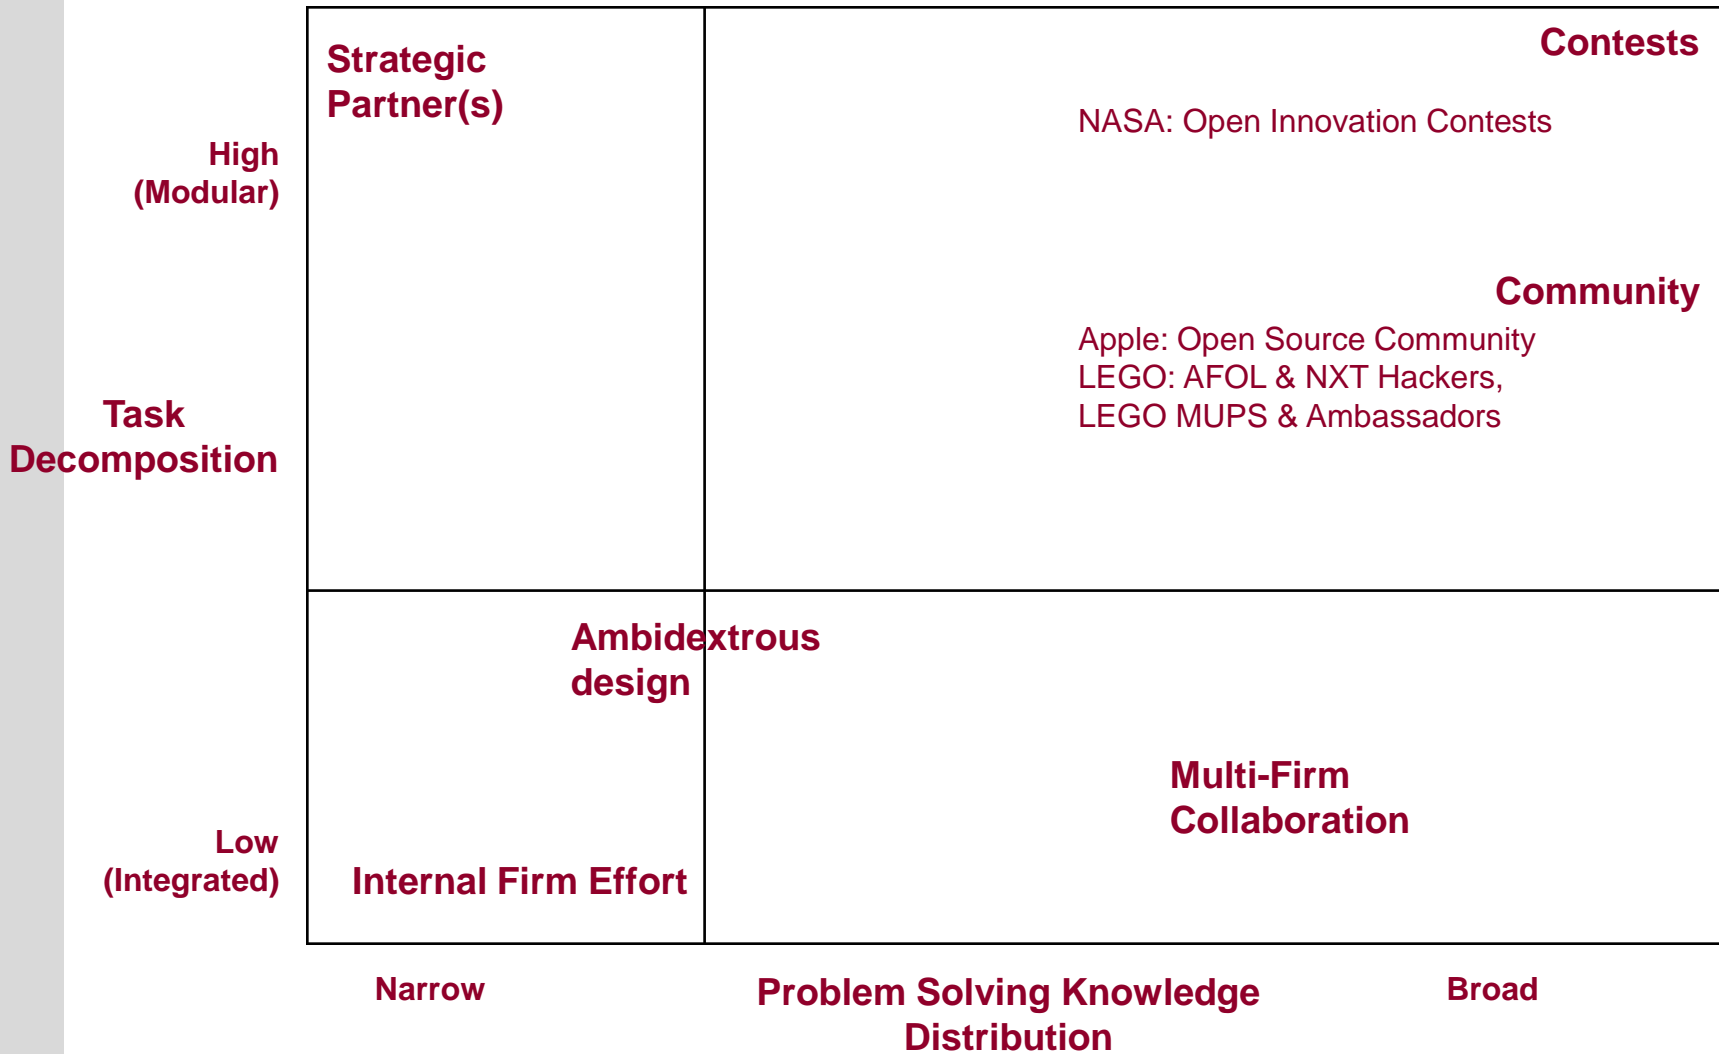 Strategic
Partner(s)
Contests
NASA: Open Innovation Contests
High
(Modular)
Community
Apple: Open Source Community
LEGO: AFOL & NXT Hackers,
LEGO MUPS & Ambassadors
Task
Decomposition
Ambidextrous
design
Multi-Firm
Collaboration
Low
(Integrated)
Internal Firm Effort
Narrow
Problem Solving Knowledge
Distribution
Broad